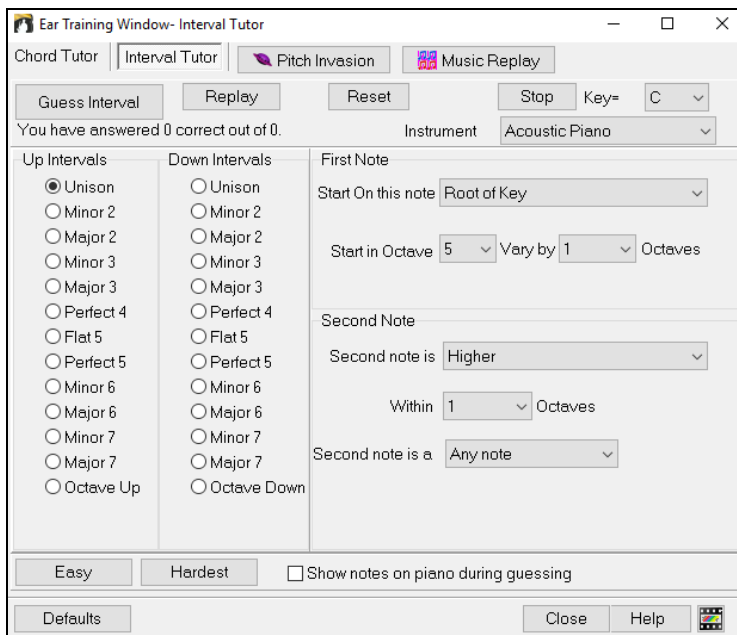 Ear Training Window- Interval Tutor
Chord Tutor Interval Tutor Pitch Invasion Music Replay
Guess Interval Replay Reset Stop Key= C
You have answered 0 correct out of 0. Instrument Acoustic Piano
Up Intervals Down Intervals First Note
Unison Unison Start On this note Root of Key
Minor 2 Minor 2
Major 2 Major 2
Minor 3 Minor 3 Start in Octave 5 Vary by 1 Octaves
Major 3 Major 3
Perfect 4 Perfect 4
Second Note
Flat 5 Flat 5
Perfect 5 Perfect 5 Second note is Higher
Minor 6 Minor 6
Major 6 Major 6 Within 1 Octaves
Minor 7 Minor 7
Major 7 Major 7 Second note is a Any note
Octave Up Octave Down
Easy Hardest Show notes on piano during guessing
Defaults Close Help